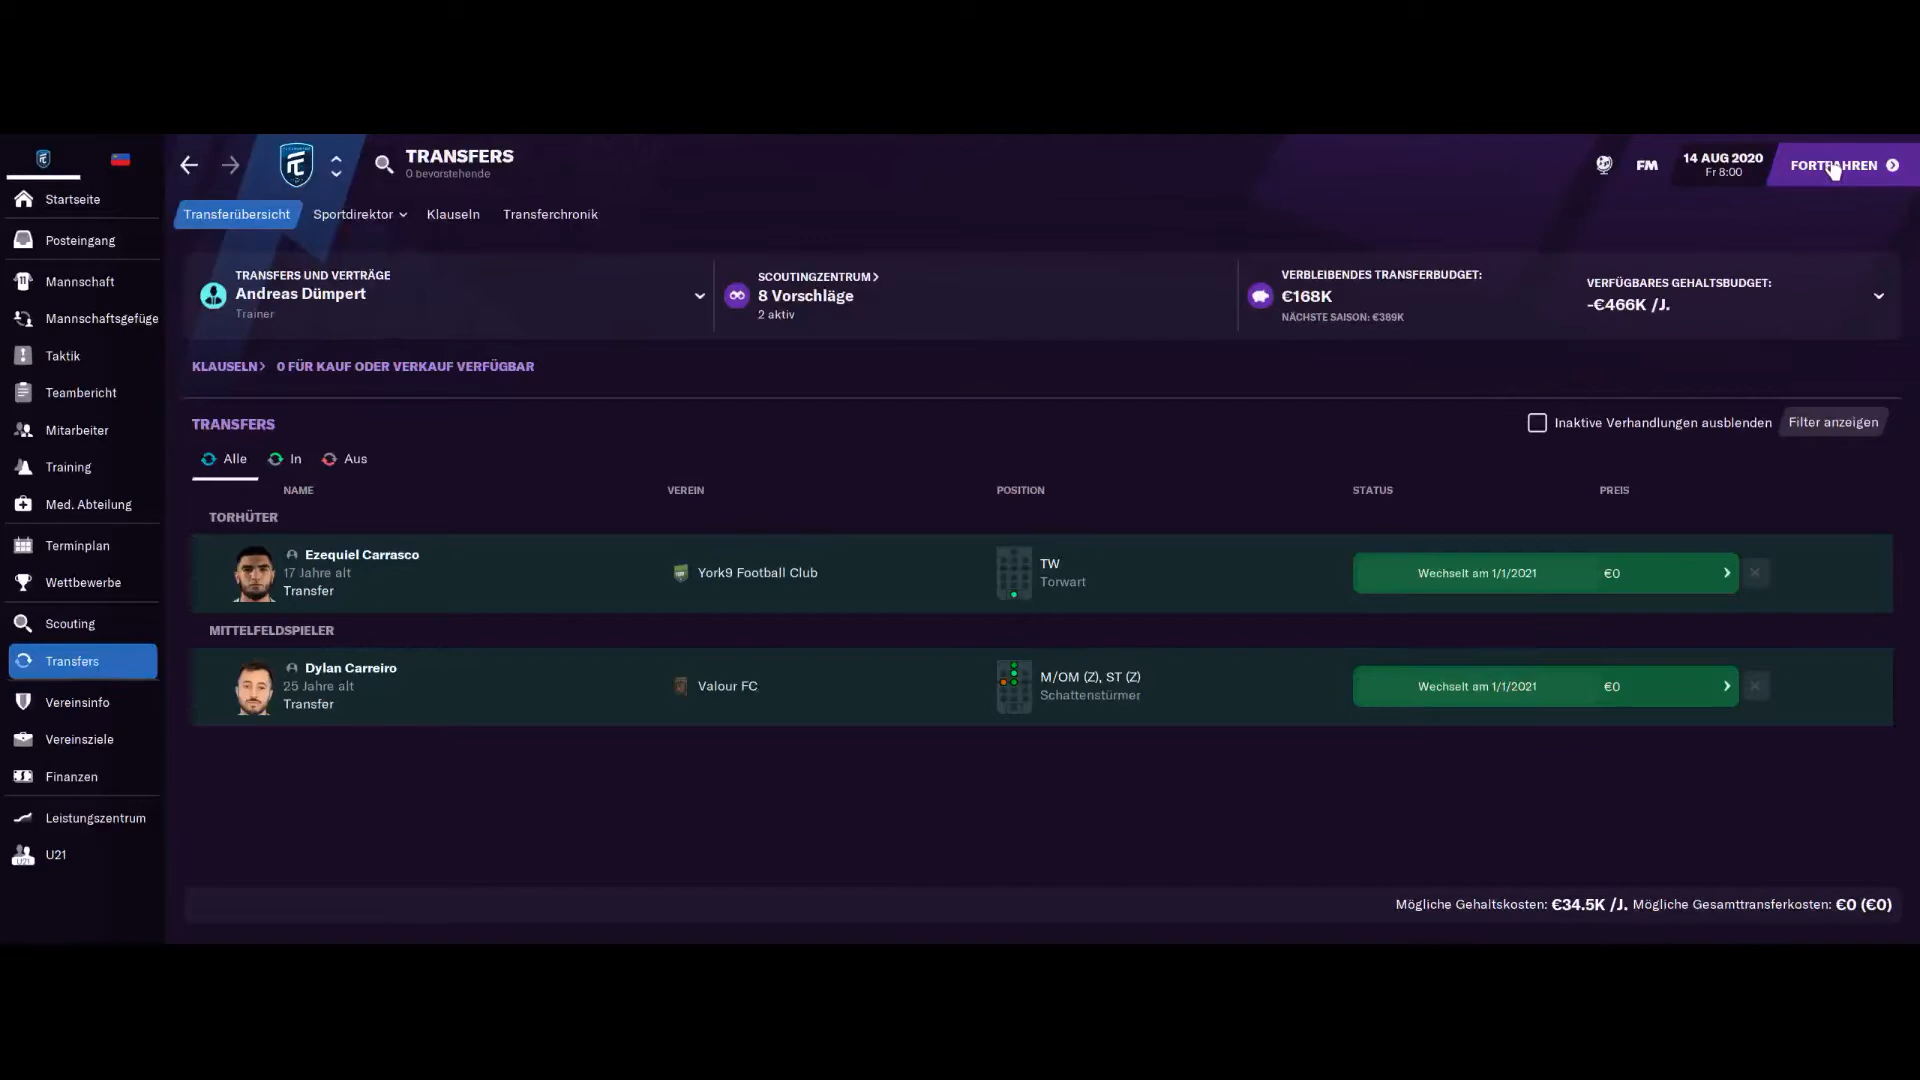 TRANSFERS
0 bevorstehende
FM
14 AUG 2020
Fr 8:00
FORTFAHREN
Startseite
Posteingang
Mannschaft
Mannschaftsgefüge
Taktik
Teambericht
Mitarbeiter
Training
Med. Abteilung
Terminplan
Wettbewerbe
Scouting
Transfers
Vereinsinfo
Vereinsziele
Finanzen
Leistungszentrum
U21
Transferübersicht
Sportdirektor
Klauseln
Transferchronik
TRANSFERS UND VERTRÄGE
Andreas Dümpert
Trainer
SCOUTINGZENTRUM
8 Vorschläge
2 aktiv
VERBLEIBENDES TRANSFERBUDGET:
€168K
NÄCHSTE SAISON: €389K
VERFÜGBARES GEHALTSBUDGET:
-€466K /J.
KLAUSELN 0 FÜR KAUF ODER VERKAUF VERFÜGBAR
TRANSFERS
Inaktive Verhandlungen ausblenden
Filter anzeigen
Alle In Aus
NAME VEREIN POSITION STATUS PREIS
TORHÜTER
Ezequiel Carrasco
17 Jahre alt
Transfer
York9 Football Club
TW
Torwart
Wechselt am 1/1/2021 €0
MITTELFELDSPIELER
Dylan Carreiro
25 Jahre alt
Transfer
Valour FC
M/OM (Z), ST (Z)
Schattenstürmer
Wechselt am 1/1/2021 €0
Mögliche Gehaltskosten: €34.5K /J. Mögliche Gesamttransferkosten: €0 (€0)